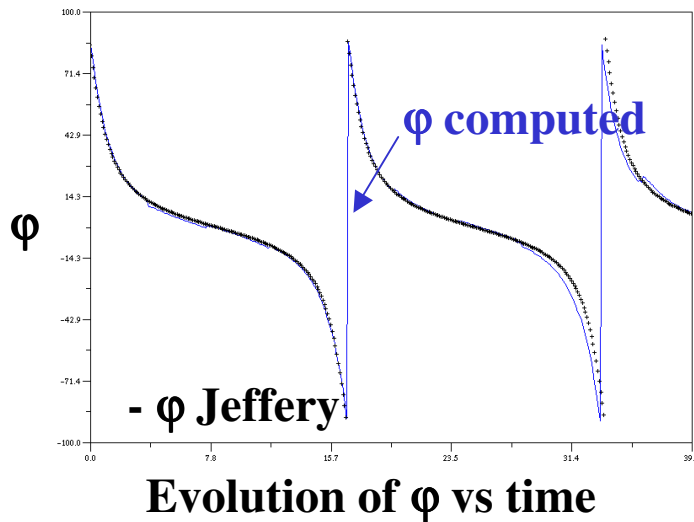 100.0
71.4
φ computed
42.9
14.3
φ
-14.3
-42.9
-71.4
- φ Jeffery
-100.0
0.0 7.8 15.7 23.5 31.4 39.
Evolution of φ vs time